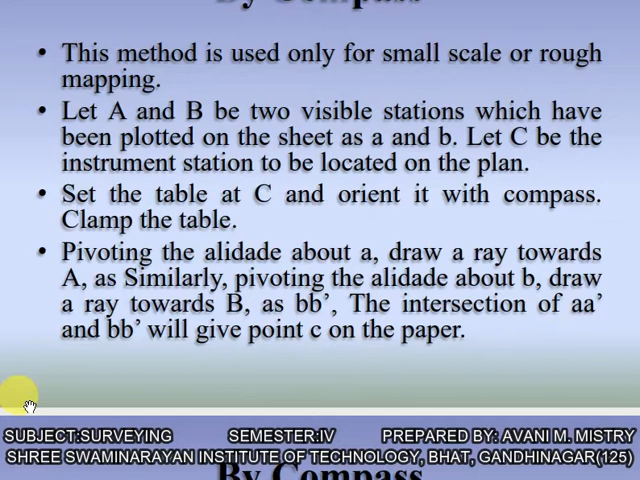 By Compass
• This method is used only for small scale or rough
mapping.
• Let A and B be two visible stations which have
been plotted on the sheet as a and b. Let C be the
instrument station to be located on the plan.
• Set the table at C and orient it with compass.
Clamp the table.
• Pivoting the alidade about a, draw a ray towards
A, as Similarly, pivoting the alidade about b, draw
a ray towards B, as bb’, The intersection of aa’
and bb’ will give point c on the paper.
SUBJECT:SURVEYING SEMESTER:IV PREPARED BY: AVANI M. MISTRY
SHREE SWAMINARAYAN INSTITUTE OF TECHNOLOGY, BHAT, GANDHINAGAR(125)
By Compass